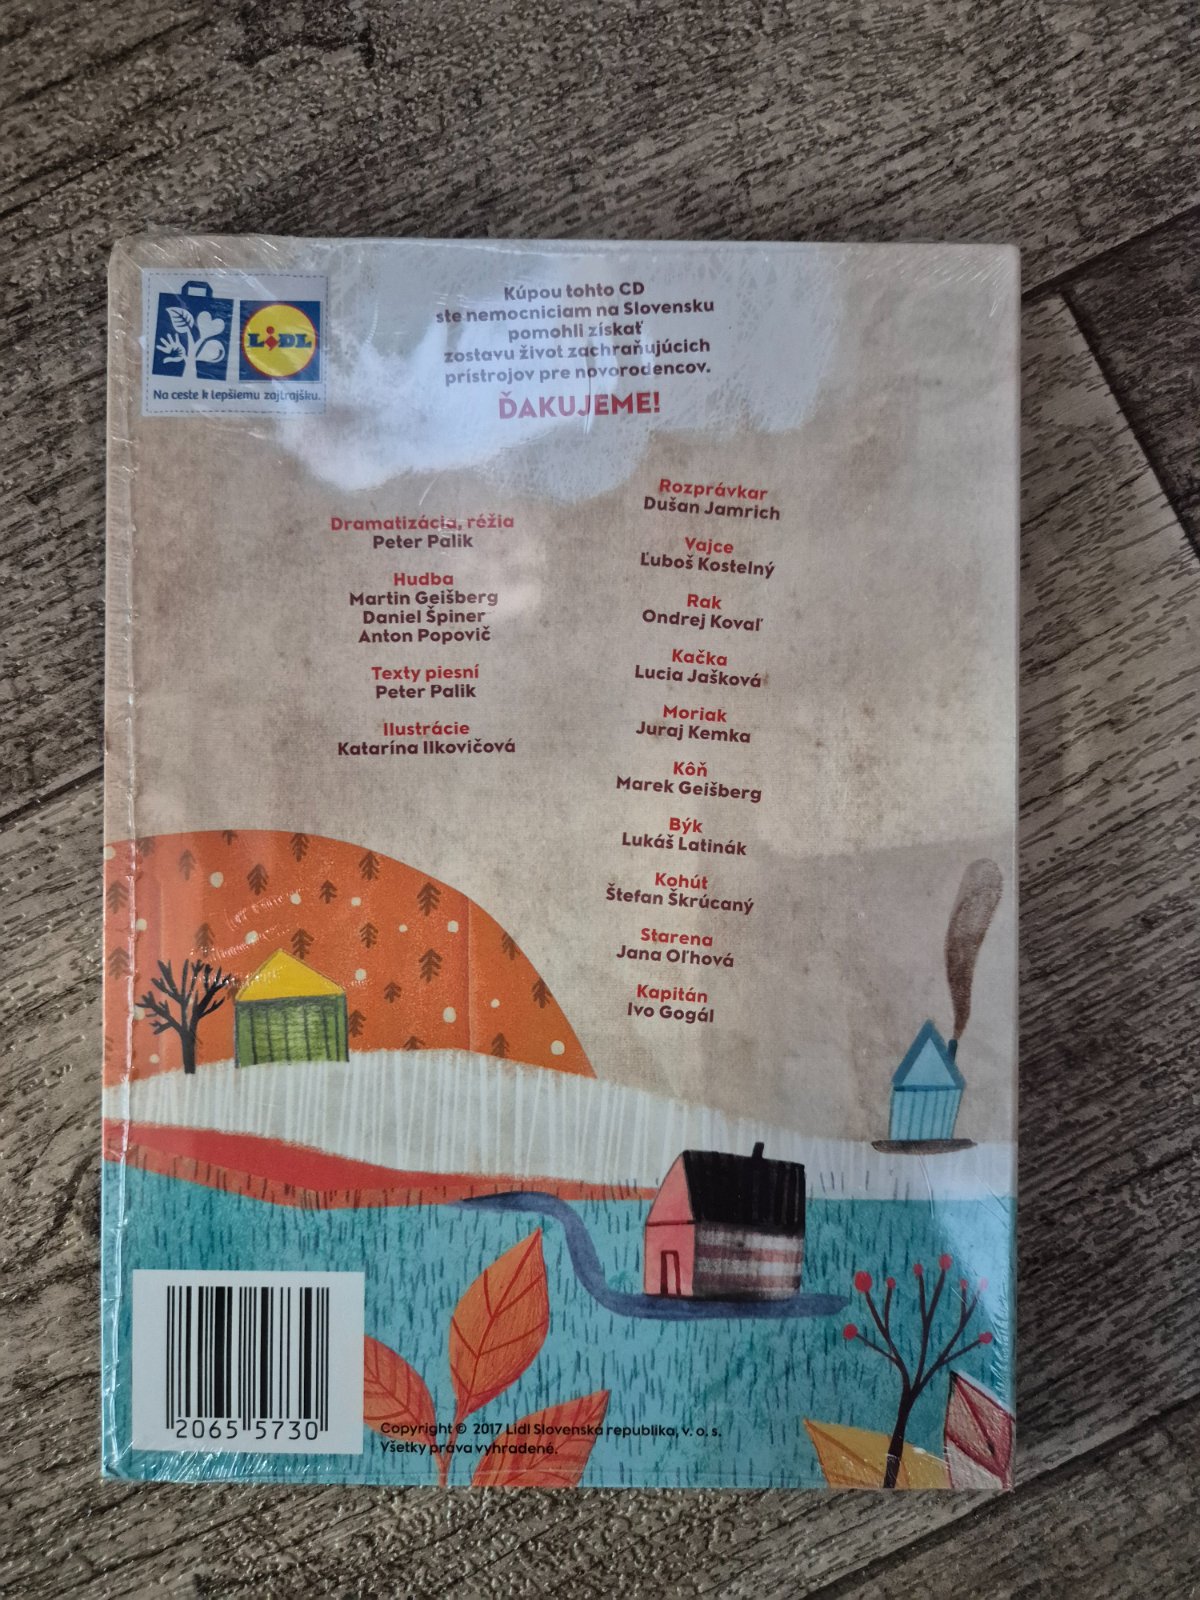 LIDL
Na ceste k lepšiemu zajtrajšku.
Kúpou tohto CD
ste nemocniciam na Slovensku
pomohli získať
zostavu život zachraňujúcich
prístrojov pre novorodencov.
ĎAKUJEME!
Dramatizácia, réžia
Peter Palik
Hudba
Martin Geišberg
Daniel Špiner
Anton Popovič
Texty piesní
Peter Palik
Ilustrácie
Katarína Ilkovičová
Rozprávkar
Dušan Jamrich
Vajce
Ľuboš Kostelný
Rak
Ondrej Kovaľ
Kačka
Lucia Jašková
Moriak
Juraj Kemka
Kôň
Marek Geišberg
Býk
Lukáš Latinák
Kohút
Štefan Škrúcaný
Starena
Jana Oľhová
Kapitán
Ivo Gogál
2065 5730
Copyright © 2017 Lidl Slovenská republika, v. o. s.
Všetky práva vyhradené.